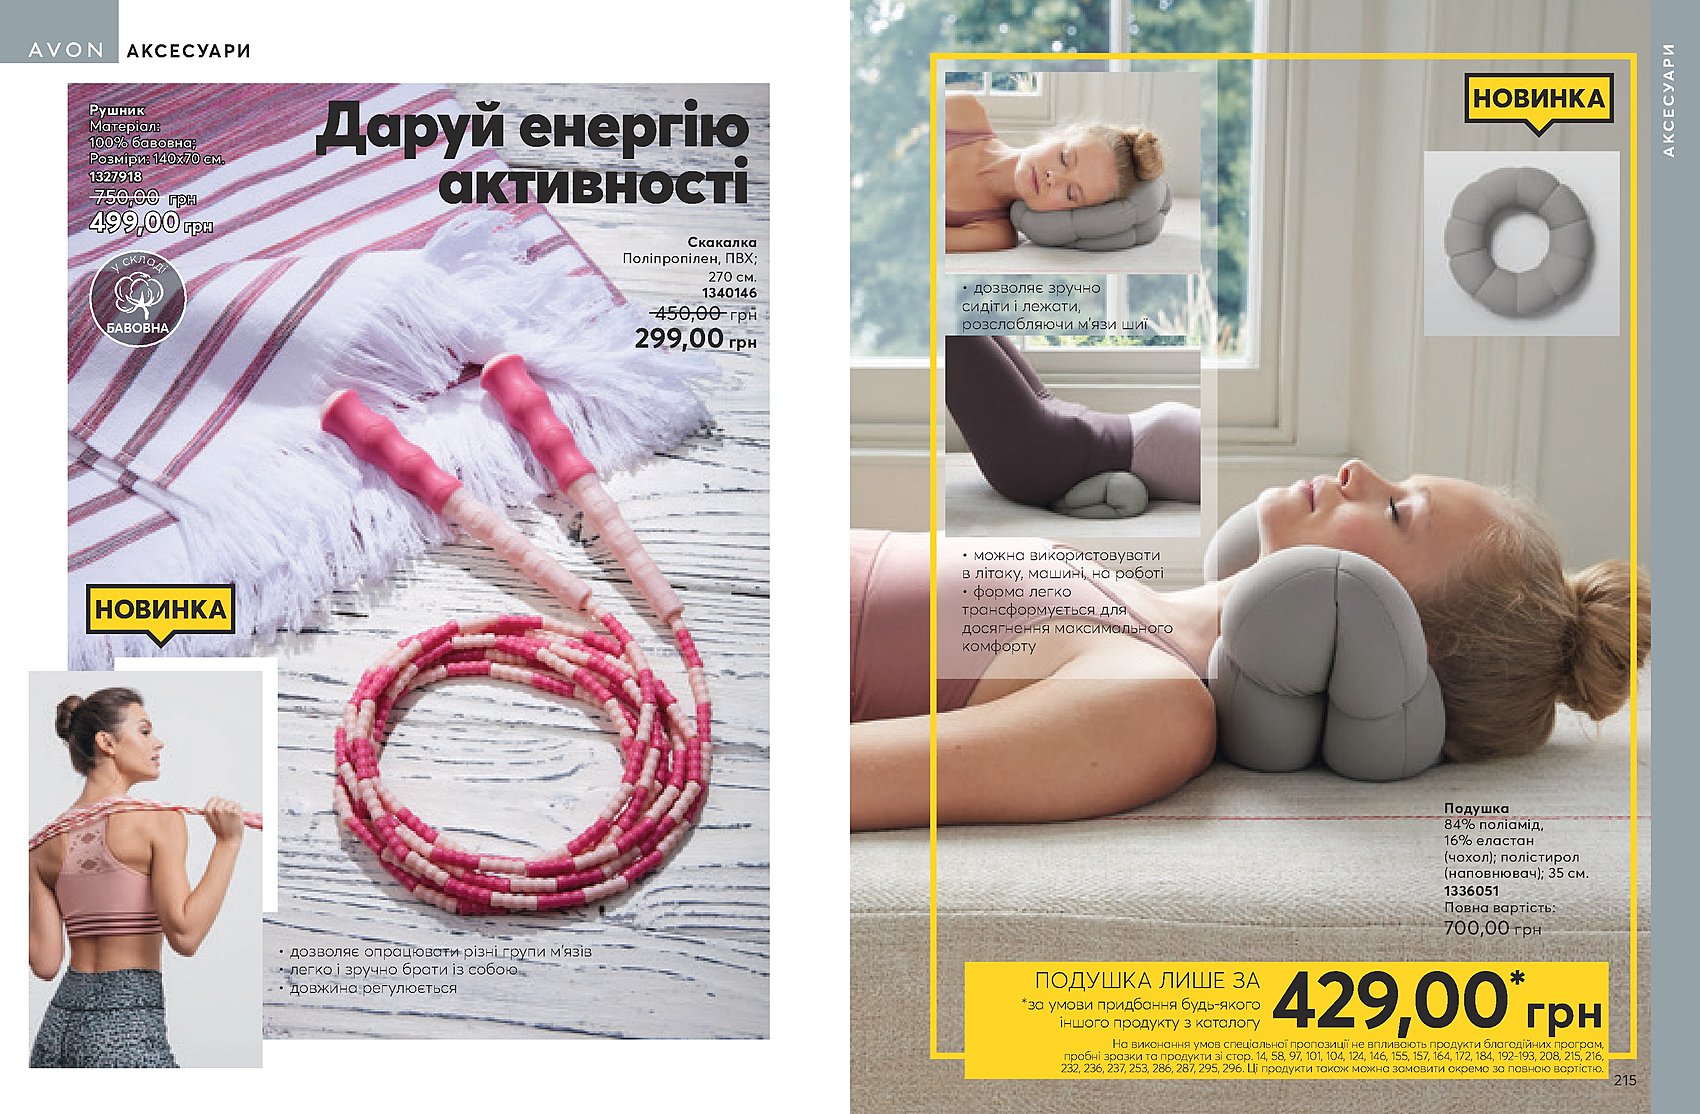 AVON АКСЕСУАРИ
Рушник
Матеріал:
100% бавовна;
Розміри: 140х70 см.
1327918
750,00 грн
499,00 грн
у складі
БАВОВНА
Даруй енергію
активності
Скакалка
Поліпропілен, ПВХ;
270 см.
1340146
450,00 грн
299,00 грн
НОВИНКА
• дозволяє опрацювати різні групи м'язів
• легко і зручно брати із собою
• довжина регулюється
АКСЕСУАРИ
НОВИНКА
• дозволяє зручно
сидіти і лежати,
розслабляючи м'язи шиї
• можна використовувати
в літаку, машині, на роботі
• форма легко
трансформується для
досягнення максимального
комфорту
Подушка
84% поліамід,
16% еластан
(чохол); полістирол
(наповнювач); 35 см.
1336051
Повна вартість:
700,00 грн
ПОДУШКА ЛИШЕ ЗА
*за умови придбання будь-якого
іншого продукту з каталогу
429,00* грн
На виконання умов спеціальної пропозиції не впливають продукти благодійних програм,
пробні зразки та продукти зі стор. 14, 58, 97, 101, 104, 124, 146, 155, 157, 164, 172, 184, 192-193, 208, 215, 216,
232, 236, 237, 253, 286, 287, 295, 296. Ці продукти також можна замовити окремо за повною вартістю.
215